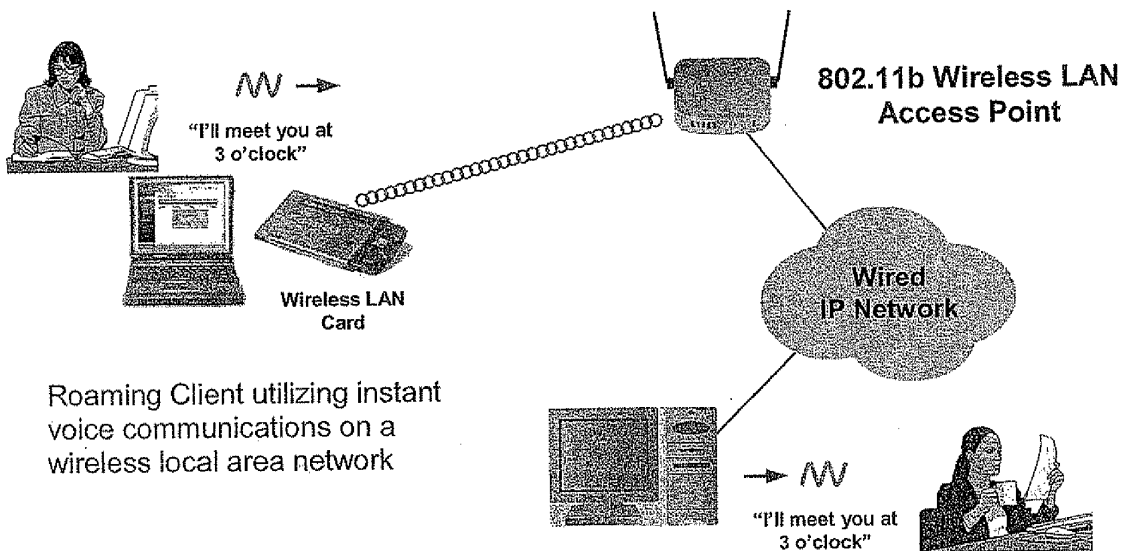 802.11b Wireless LAN
Access Point
"I'll meet you at
3 o'clock"
Wireless LAN
Card
Wired
IP Network
Roaming Client utilizing instant
voice communications on a
wireless local area network
"I'll meet you at
3 o'clock"